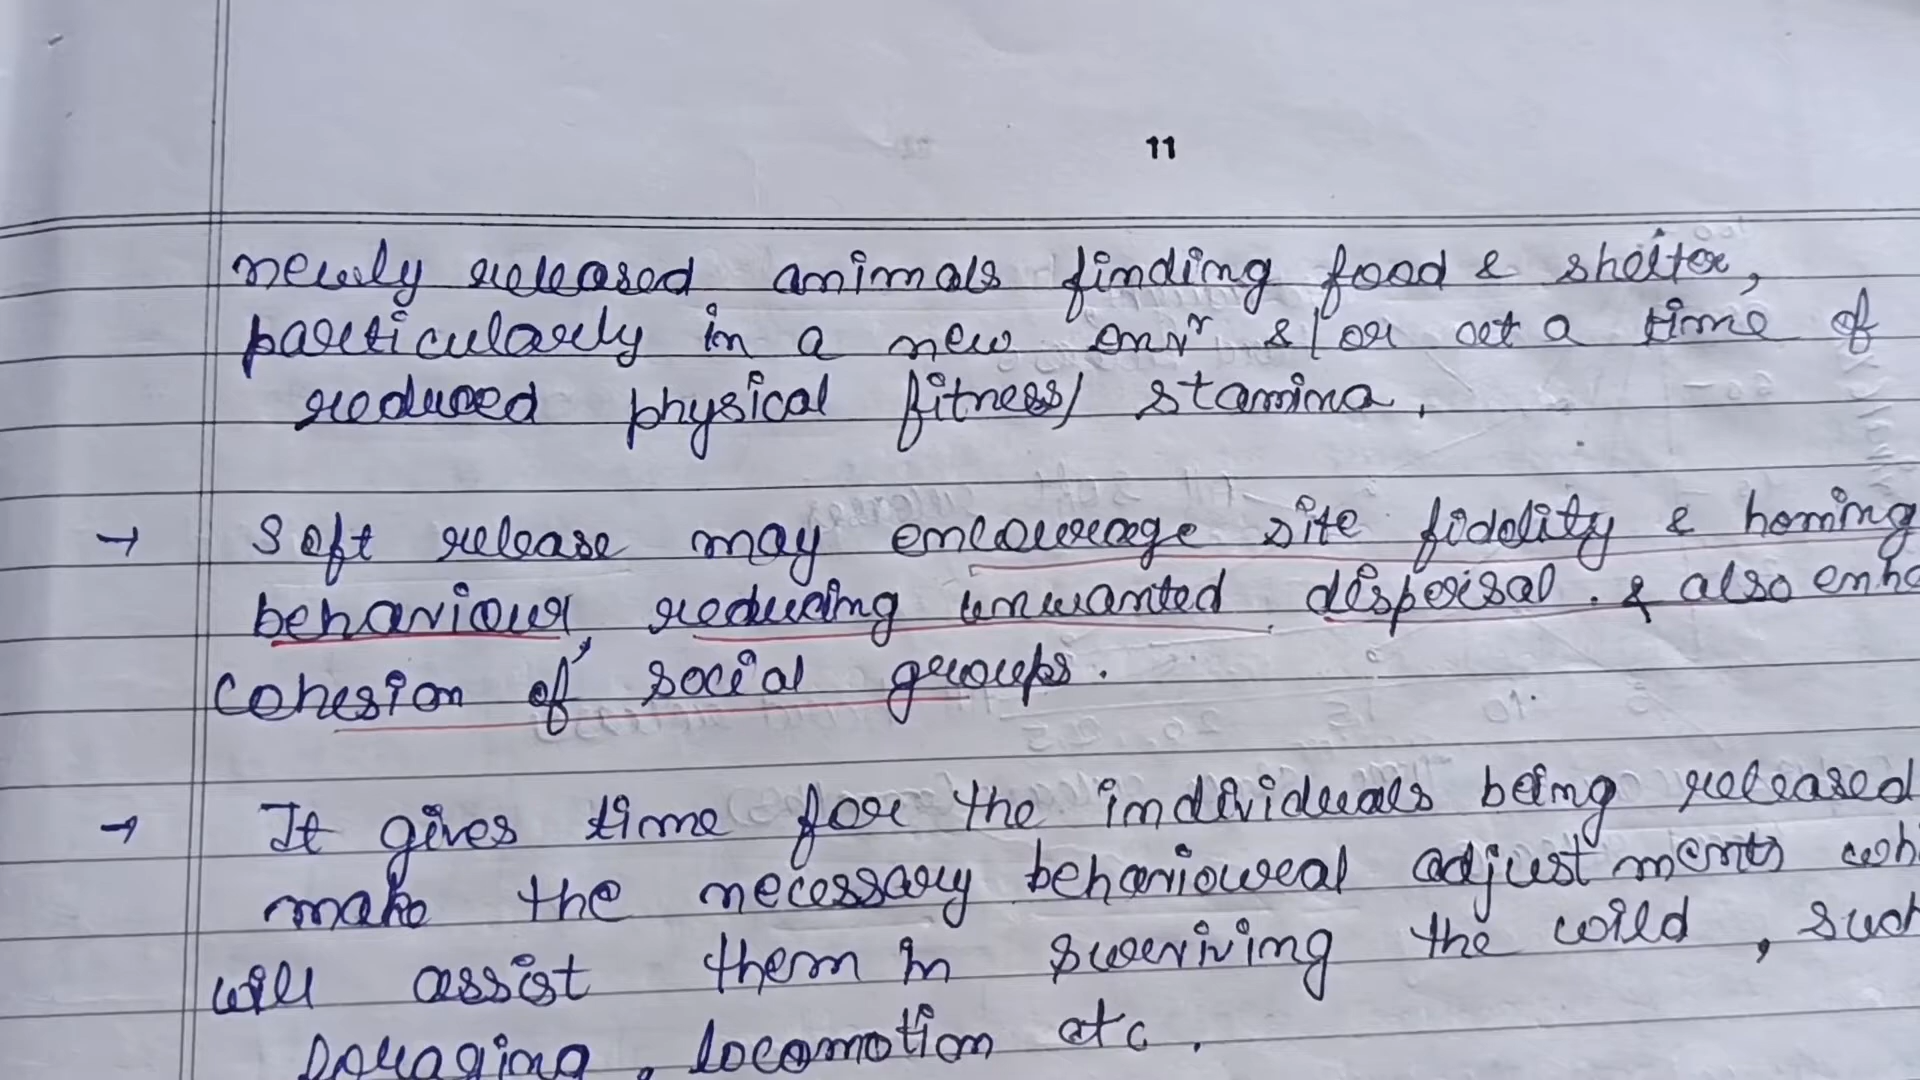 11
newly released animals finding food & shelter,
particularly in a new envr &/or at a time of
reduced physical fitness/ stamina.
→ Soft release may encourage site fidelity & homing
behaviour, reducing unwanted dispersal. & also enha
cohesion of social groups.
→ It gives time for the individuals being released
make the necessary behavioural adjustments whi
will assist them in surviving the wild, such
foraging, locomotion etc.